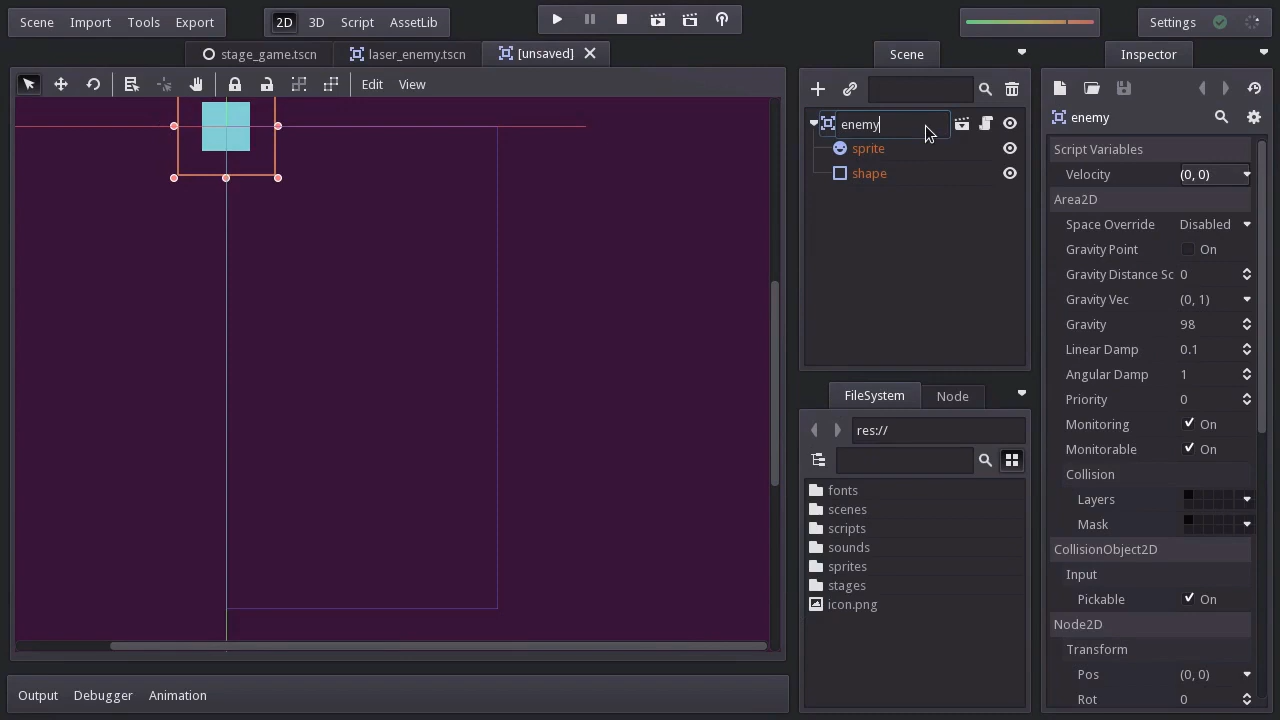 Scene Import Tools Export 2D 3D Script AssetLib Settings
stage_game.tscn laser_enemy.tscn [unsaved] Scene Inspector
Edit View
enemy enemy
sprite Script Variables
shape Velocity (0, 0)
Area2D
Space Override Disabled
Gravity Point On
Gravity Distance Sc 0
Gravity Vec (0, 1)
Gravity 98
Linear Damp 0.1
Angular Damp 1
FileSystem Node Priority 0
res:// Monitoring On
Monitorable On
Collision
fonts Layers
scenes
scripts Mask
sounds CollisionObject2D
sprites Input
stages
icon.png Pickable On
Node2D
Transform
Pos (0, 0)
Output Debugger Animation Rot 0